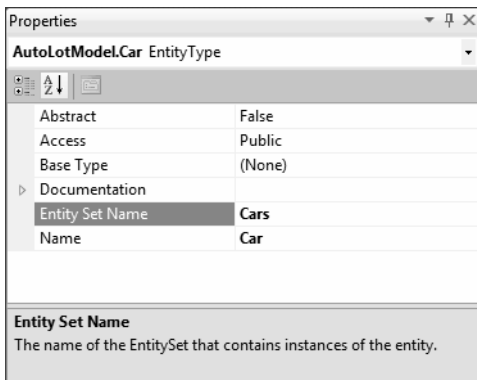 Properties
AutoLotModel.Car EntityType
Abstract False
Access Public
Base Type (None)
Documentation
Entity Set Name Cars
Name Car
Entity Set Name
The name of the EntitySet that contains instances of the entity.